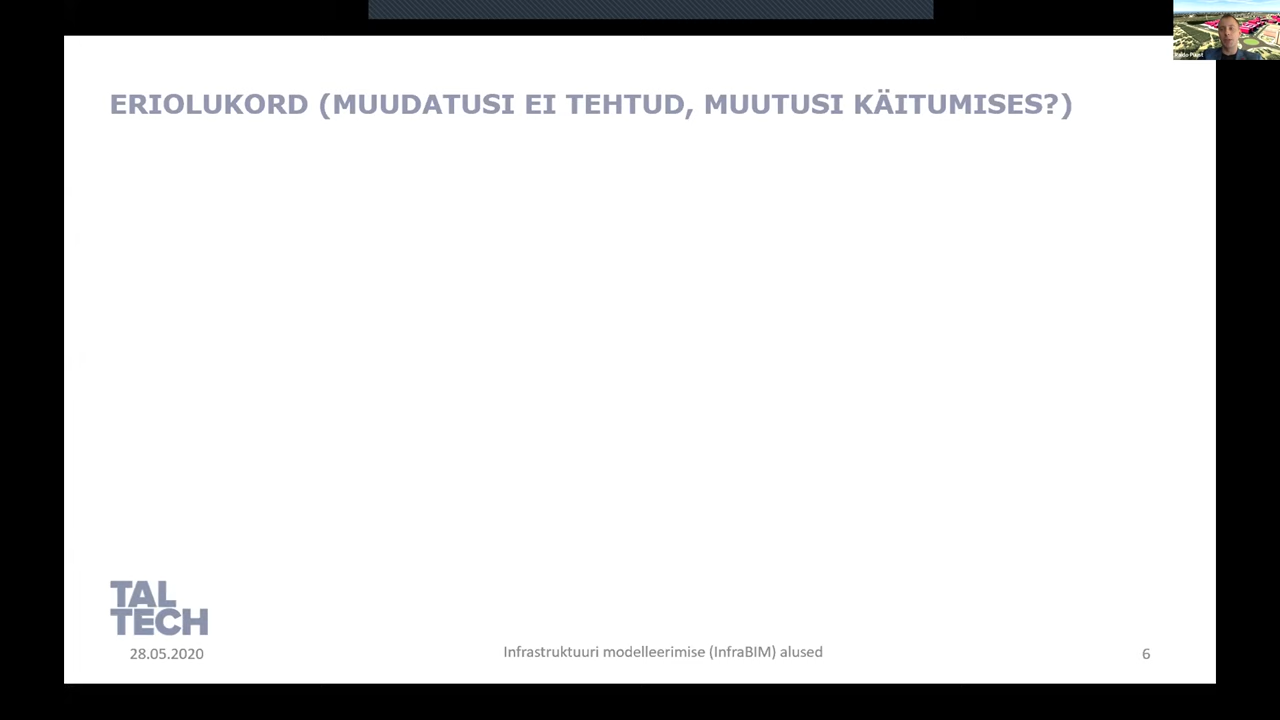 ERIOLUKORD (MUUDATUSI EI TEHTUD, MUUTUSI KÄITUMISES?)
TAL
TECH
28.05.2020
Infrastruktuuri modelleerimise (InfraBIM) alused
6